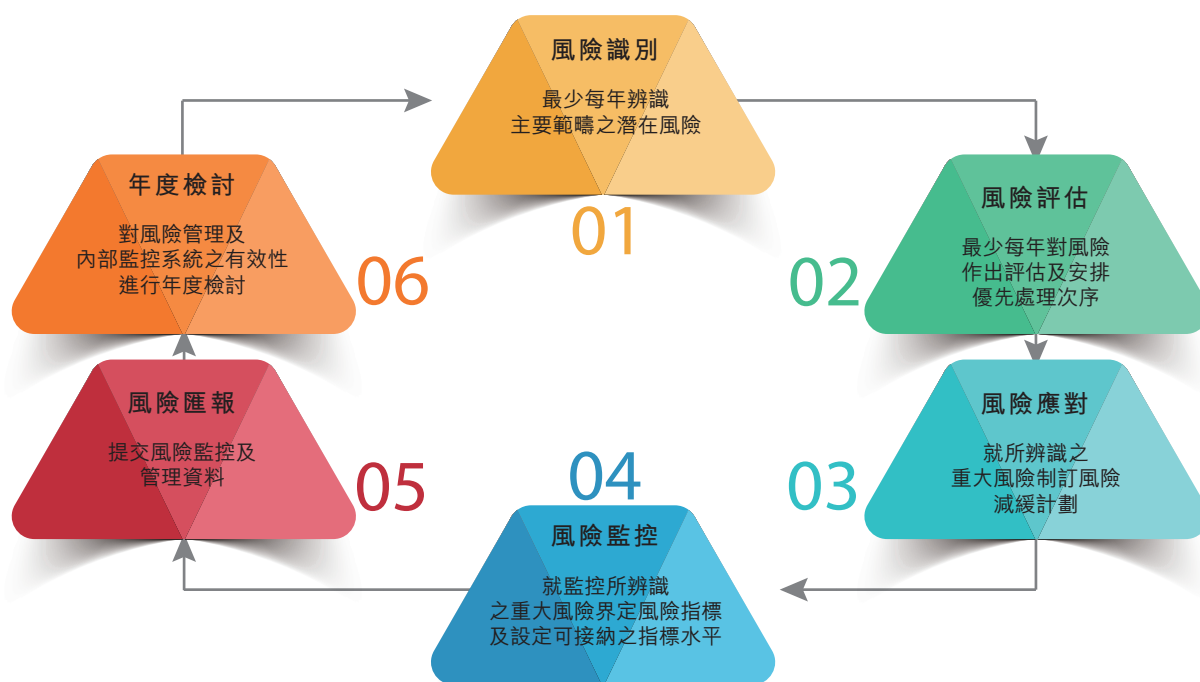 風險識別
最少每年辨識
主要範疇之潛在風險
01
風險評估
最少每年對風險
作出評估及安排
優先處理次序
02
風險應對
就所辨識之
重大風險制訂風險
減緩計劃
03
04
風險監控
就監控所辨識
之重大風險界定風險指標
及設定可接納之指標水平
風險匯報
提交風險監控及
管理資料
05
年度檢討
對風險管理及
內部監控系統之有效性
進行年度檢討
06